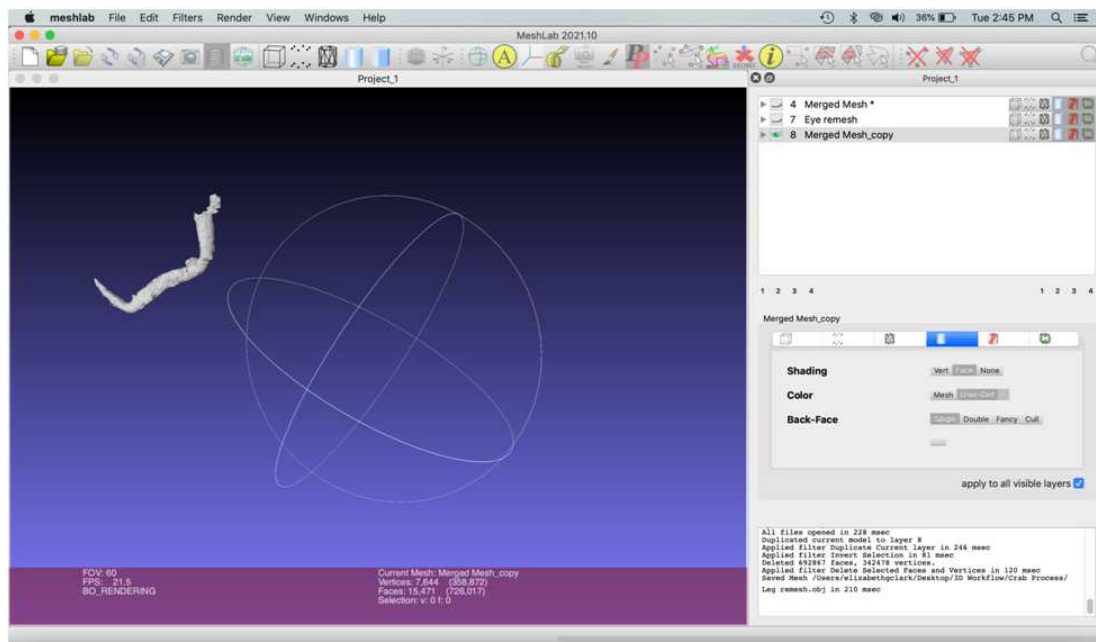 meshlab File Edit Filters Render View Windows Help 36% Tue 2:45 PM
MeshLab 2021.10
Project_1
Project_1
4 Merged Mesh *
7 Eye remesh
8 Merged Mesh_copy
1 2 3 4 1 2 3 4
Merged Mesh_copy
Shading Vert Face None
Color Mesh User-Def
Back-Face Single Double Fancy Cull
apply to all visible layers
All files opened in 228 msec
Duplicated current model to layer 8
Applied filter Duplicate Current layer in 246 msec
Applied filter Invert Selection in 81 msec
Deleted 692867 faces, 342478 vertices.
Applied filter Delete Selected Faces and Vertices in 120 msec
Saved Mesh /Users/elizabethgclark/Desktop/3D Workflow/Crab Process/
Leg remesh.obj in 210 msec
FOV: 60
FPS: 21.5
BO_RENDERING
Current Mesh: Merged Mesh_copy
Vertices: 7,644 (358,872)
Faces: 15,471 (726,017)
Selection: v: 0 f: 0